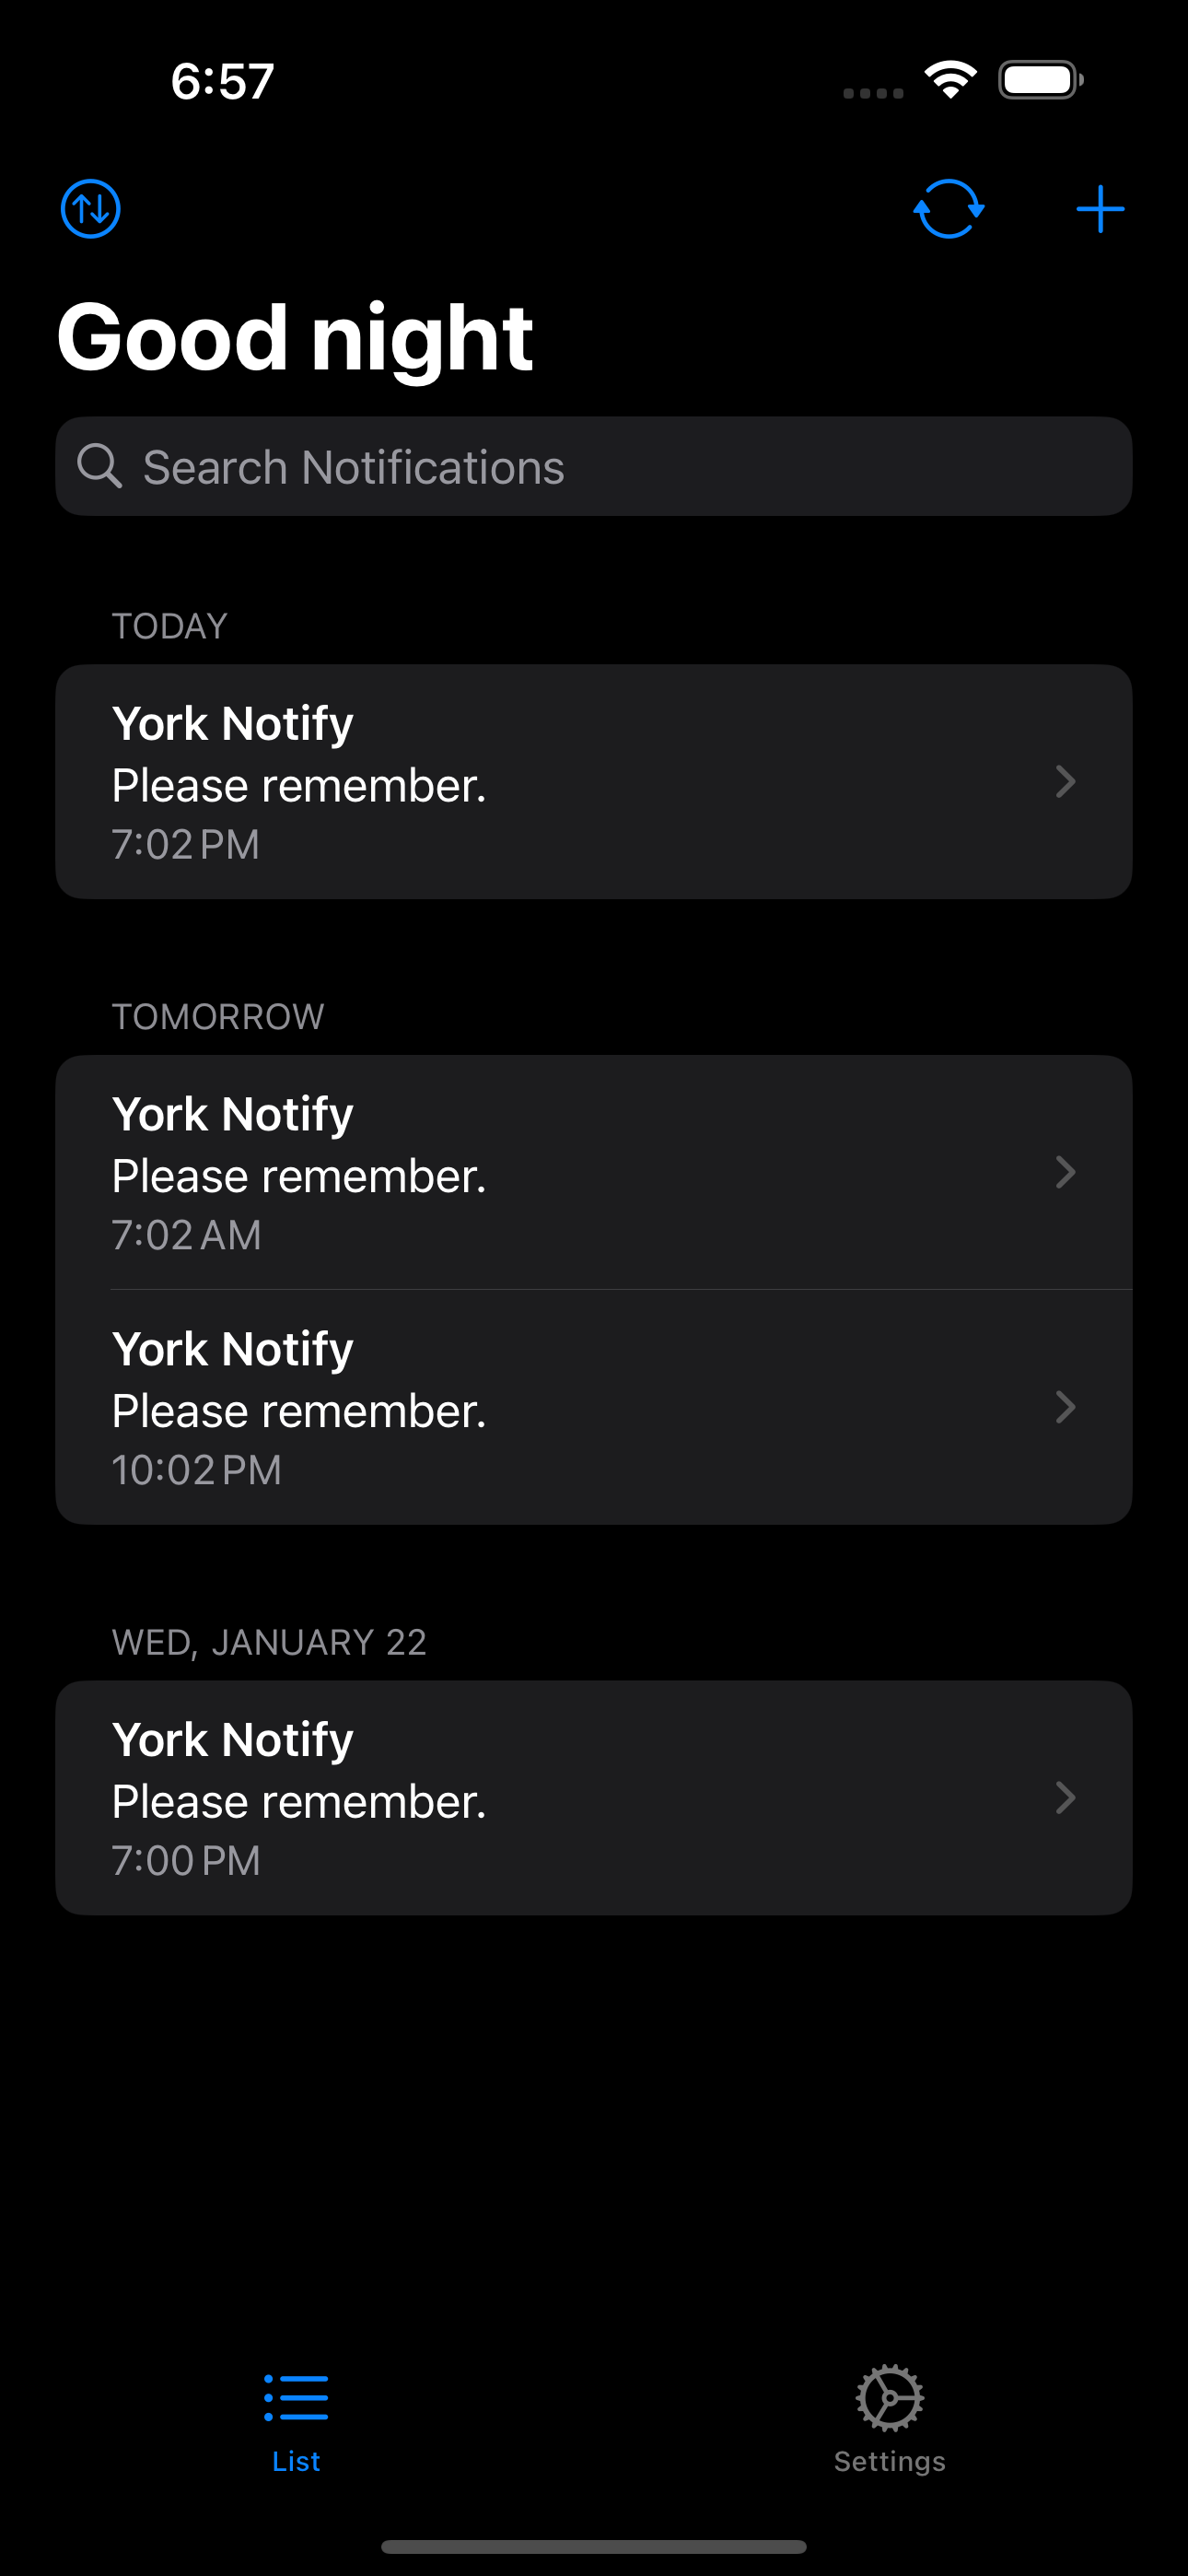 6:57
Good night
Search Notifications
TODAY
York Notify
Please remember.
7:02 PM
TOMORROW
York Notify
Please remember.
7:02 AM
York Notify
Please remember.
10:02 PM
WED, JANUARY 22
York Notify
Please remember.
7:00 PM
List
Settings